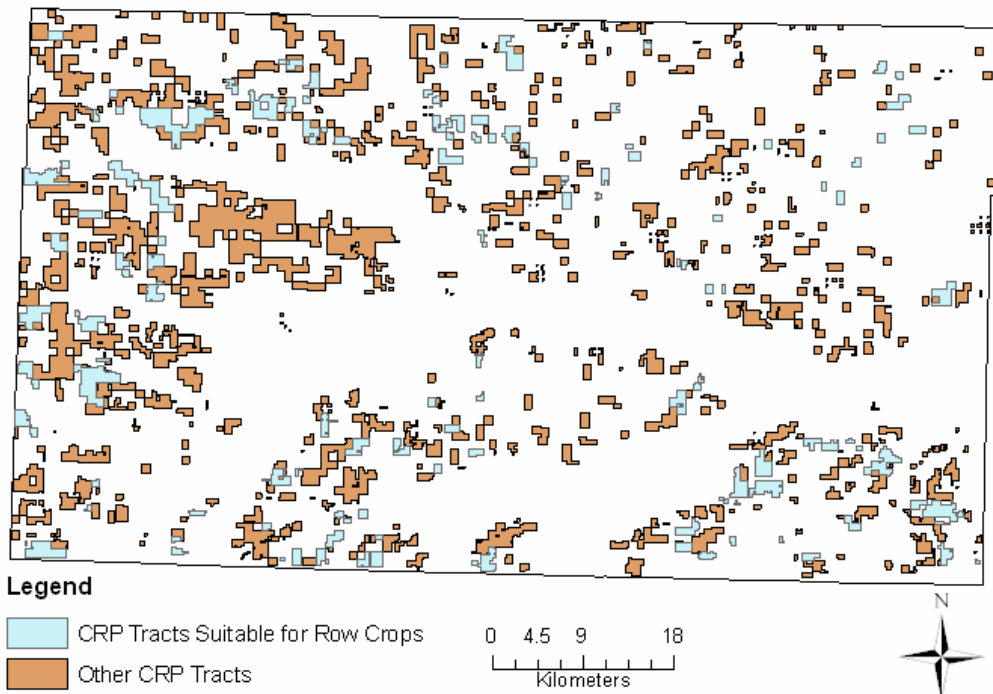 Legend
CRP Tracts Suitable for Row Crops
Other CRP Tracts
0 4.5 9 18
Kilometers
N